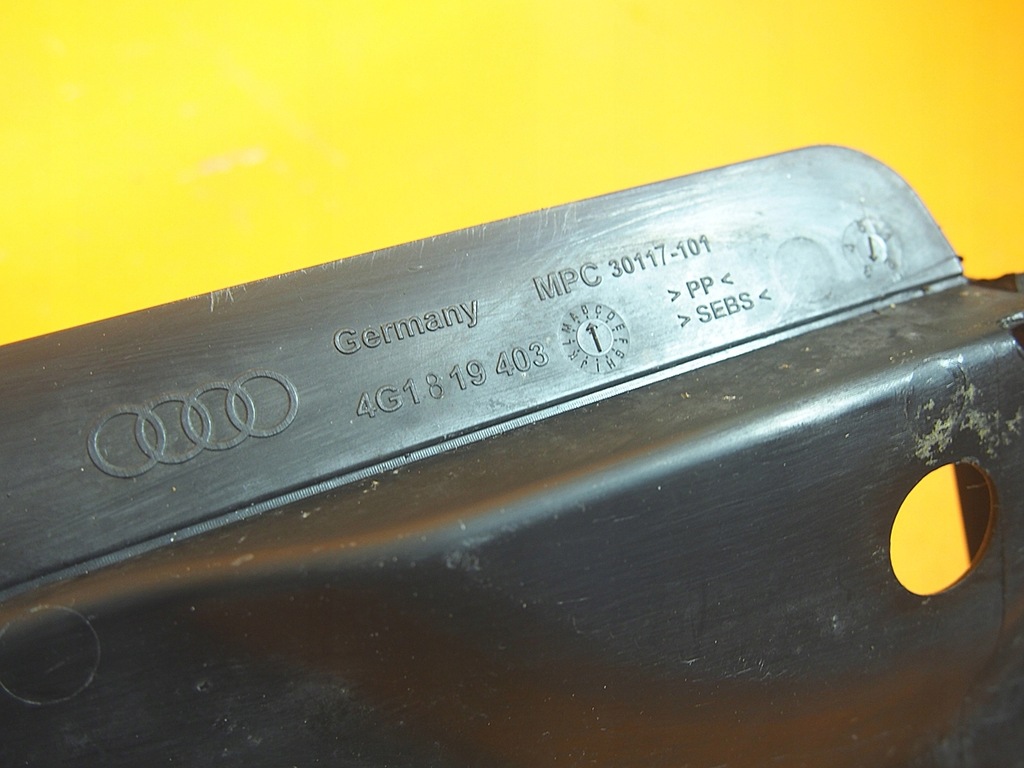 Germany
4G1 819 403
MPC 30117-101
> PP <
> SEBS <